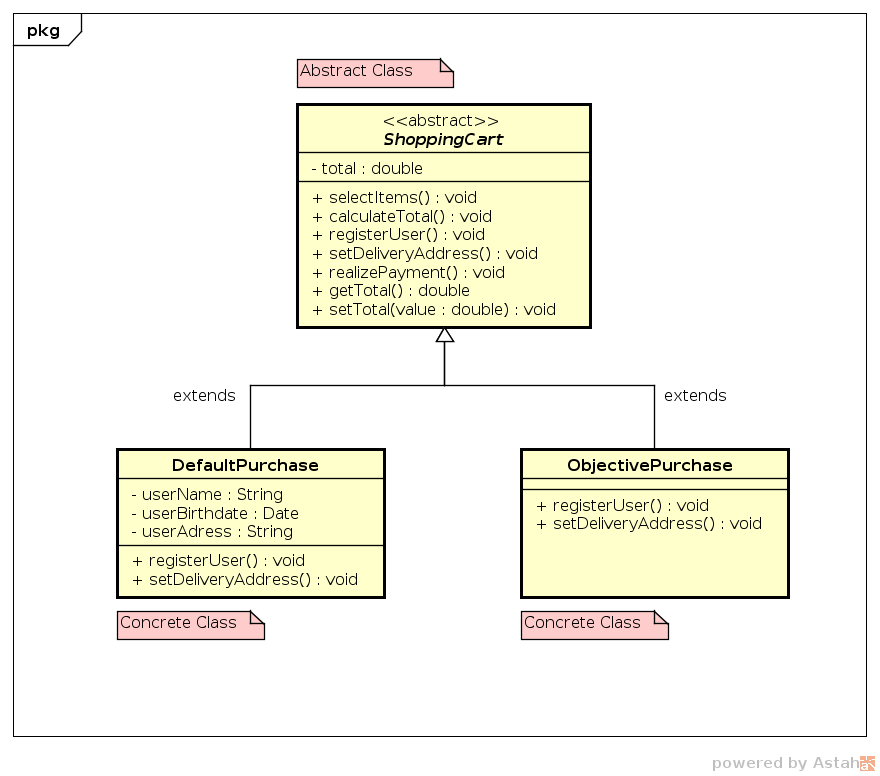 pkg
Abstract Class
<<abstract>>
ShoppingCart
- total : double
+ selectItems() : void
+ calculateTotal() : void
+ registerUser() : void
+ setDeliveryAddress() : void
+ realizePayment() : void
+ getTotal() : double
+ setTotal(value : double) : void
extends
extends
DefaultPurchase
- userName : String
- userBirthdate : Date
- userAdress : String
+ registerUser() : void
+ setDeliveryAddress() : void
ObjectivePurchase
+ registerUser() : void
+ setDeliveryAddress() : void
Concrete Class
Concrete Class
powered by Astah